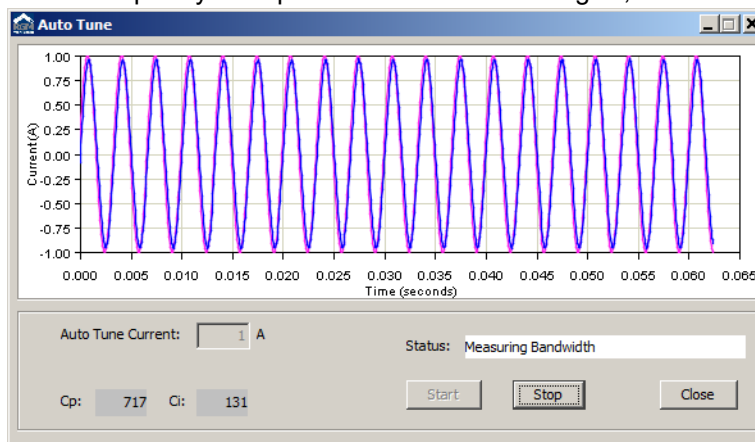 Auto Tune
1.00
0.75
0.50
0.25
0.00
-0.25
-0.50
-0.75
-1.00
Current(A)
0.000 0.005 0.010 0.015 0.020 0.025 0.030 0.035 0.040 0.045 0.050 0.055 0.060 0.065
Time (seconds)
Auto Tune Current: 1 A
Status: Measuring Bandwidth
Cp: 717 Ci: 131
Start Stop Close